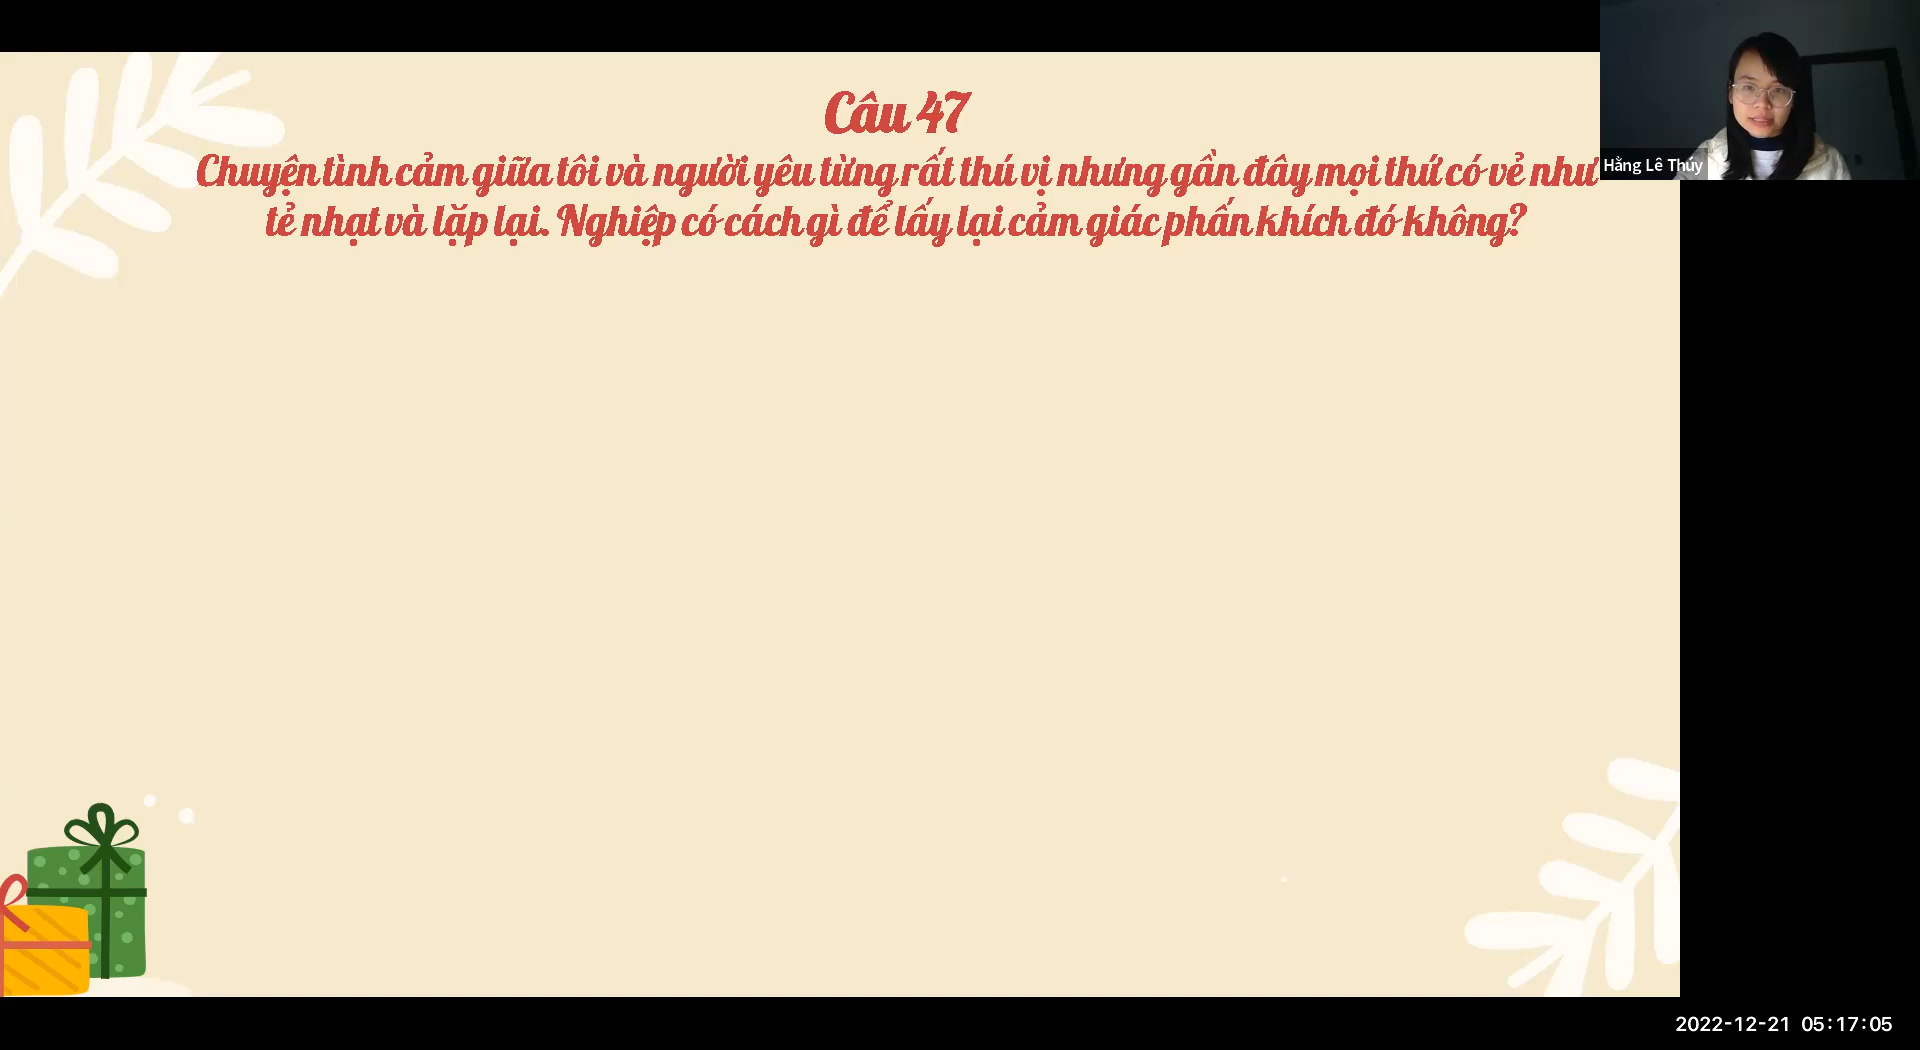 Câu 47
Chuyện tình cảm giữa tôi và người yêu từng rất thú vị nhưng gần đây mọi thứ có vẻ như
tẻ nhạt và lặp lại. Nghiệp có cách gì để lấy lại cảm giác phấn khích đó không?
Hằng Lê Thúy
2022-12-21 05:17:05